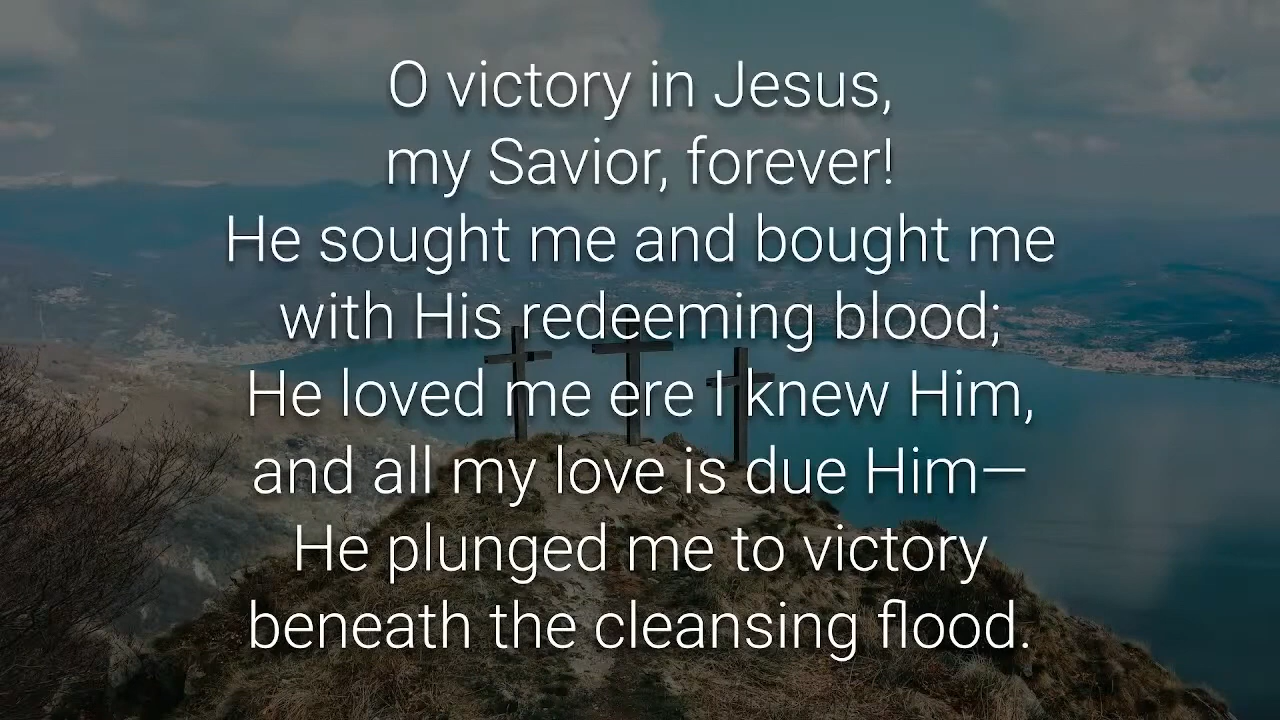 O victory in Jesus,
my Savior, forever!
He sought me and bought me
with His redeeming blood;
He loved me ere I knew Him,
and all my love is due Him—
He plunged me to victory
beneath the cleansing flood.